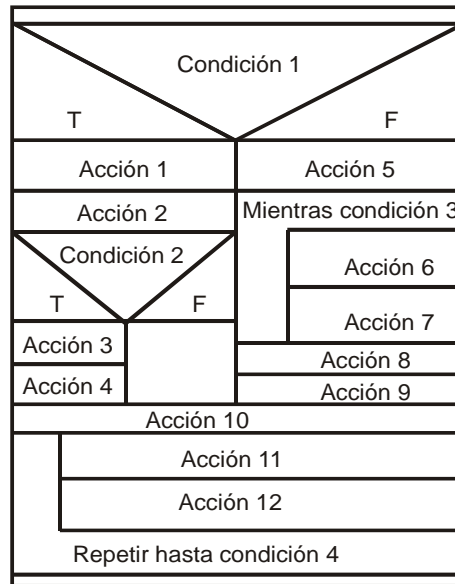 Condición 1
T
F
Acción 1
Acción 5
Acción 2
Mientras condición 3
Condición 2
Acción 6
T
F
Acción 7
Acción 3
Acción 8
Acción 4
Acción 9
Acción 10
Acción 11
Acción 12
Repetir hasta condición 4